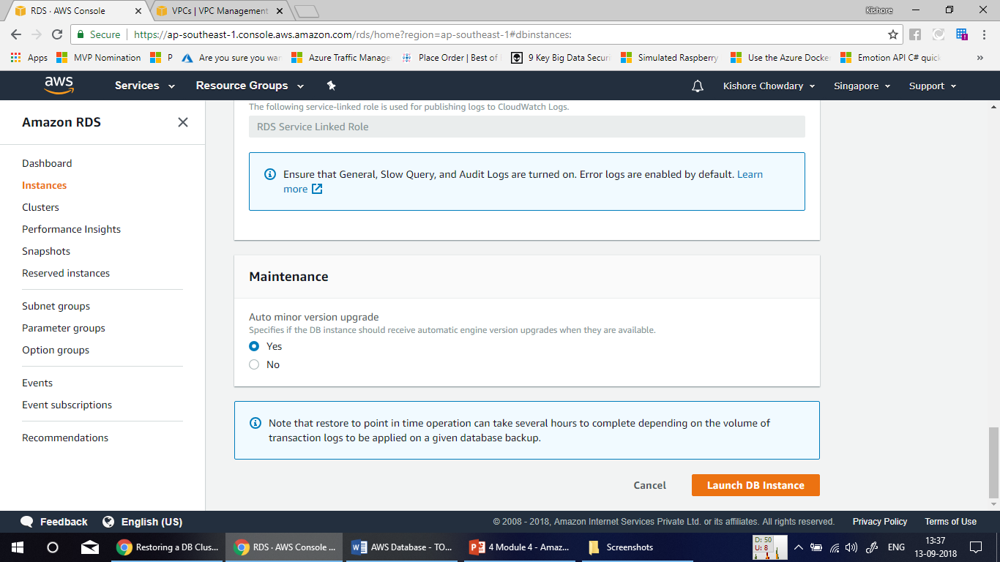 RDS · AWS Console
VPCs | VPC Management
Kishore
Secure
https://ap-southeast-1.console.aws.amazon.com/rds/home?region=ap-southeast-1#dbinstances:
Apps
MVP Nomination
P
Are you sure you wan
Azure Traffic Manage
Place Order | Best of
9 Key Big Data Securi
Simulated Raspberry
Use the Azure Docke
Emotion API C# quick
»
aws
Services
Resource Groups
Kishore Chowdary
Singapore
Support
Amazon RDS
Dashboard
Instances
Clusters
Performance Insights
Snapshots
Reserved instances
Subnet groups
Parameter groups
Option groups
Events
Event subscriptions
Recommendations
The following service-linked role is used for publishing logs to CloudWatch Logs.
RDS Service Linked Role
Ensure that General, Slow Query, and Audit Logs are turned on. Error logs are enabled by default. Learn
more
Maintenance
Auto minor version upgrade
Specifies if the DB instance should receive automatic engine version upgrades when they are available.
Yes
No
Note that restore to point in time operation can take several hours to complete depending on the volume of
transaction logs to be applied on a given database backup.
Cancel
Launch DB Instance
Feedback
English (US)
© 2008 - 2018, Amazon Internet Services Private Ltd. or its affiliates. All rights reserved.
Privacy Policy
Terms of Use
Restoring a DB Clus...
RDS · AWS Console ...
AWS Database - TO...
4 Module 4 - Amaz...
Screenshots
D: 50
U: 8
ENG
13:37
13-09-2018